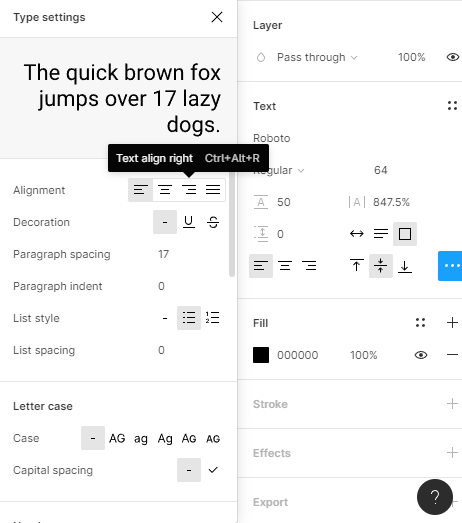 Type settings
The quick brown fox
jumps over 17 lazy
dogs.
Text align right Ctrl+Alt+R
Alignment
Decoration -
Paragraph spacing 17
Paragraph indent 0
List style -
List spacing 0
Letter case
Case - AG ag Ag AG AG
Capital spacing -
Layer
Pass through 100%
Text
Roboto
Regular 64
A 50 |A| 847.5%
0
Fill
000000 100%
Stroke
Effects
Export
?